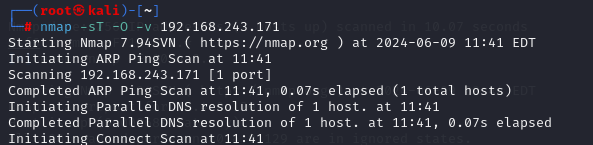 ┌──(root㉿kali)-[~]
└─# nmap -sT -O -v 192.168.243.171
Starting Nmap 7.94SVN ( https://nmap.org ) at 2024-06-09 11:41 EDT
Initiating ARP Ping Scan at 11:41
Scanning 192.168.243.171 [1 port]
Completed ARP Ping Scan at 11:41, 0.07s elapsed (1 total hosts)
Initiating Parallel DNS resolution of 1 host. at 11:41
Completed Parallel DNS resolution of 1 host. at 11:41, 0.07s elapsed
Initiating Connect Scan at 11:41